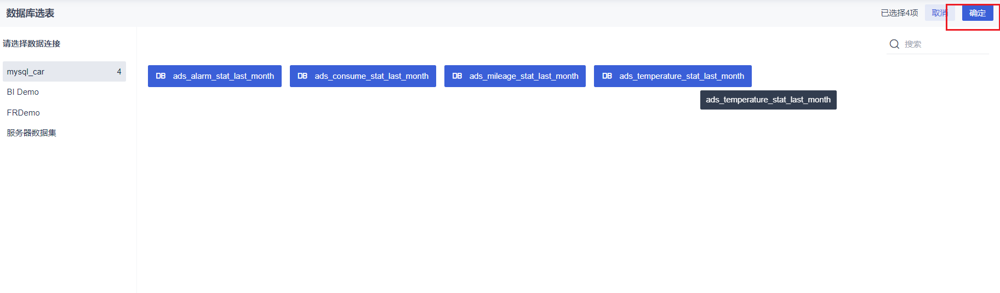 数据库选表
已选择4项 取消 确定
请选择数据连接
搜索
mysql_car 4
BI Demo
FRDemo
服务器数据集
DB ads_alarm_stat_last_month
DB ads_consume_stat_last_month
DB ads_mileage_stat_last_month
DB ads_temperature_stat_last_month
ads_temperature_stat_last_month